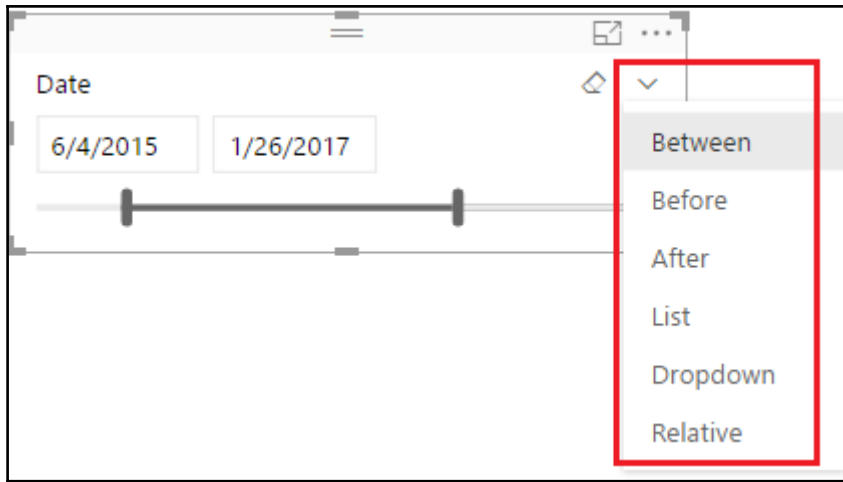 Date
6/4/2015 1/26/2017
Between
Before
After
List
Dropdown
Relative